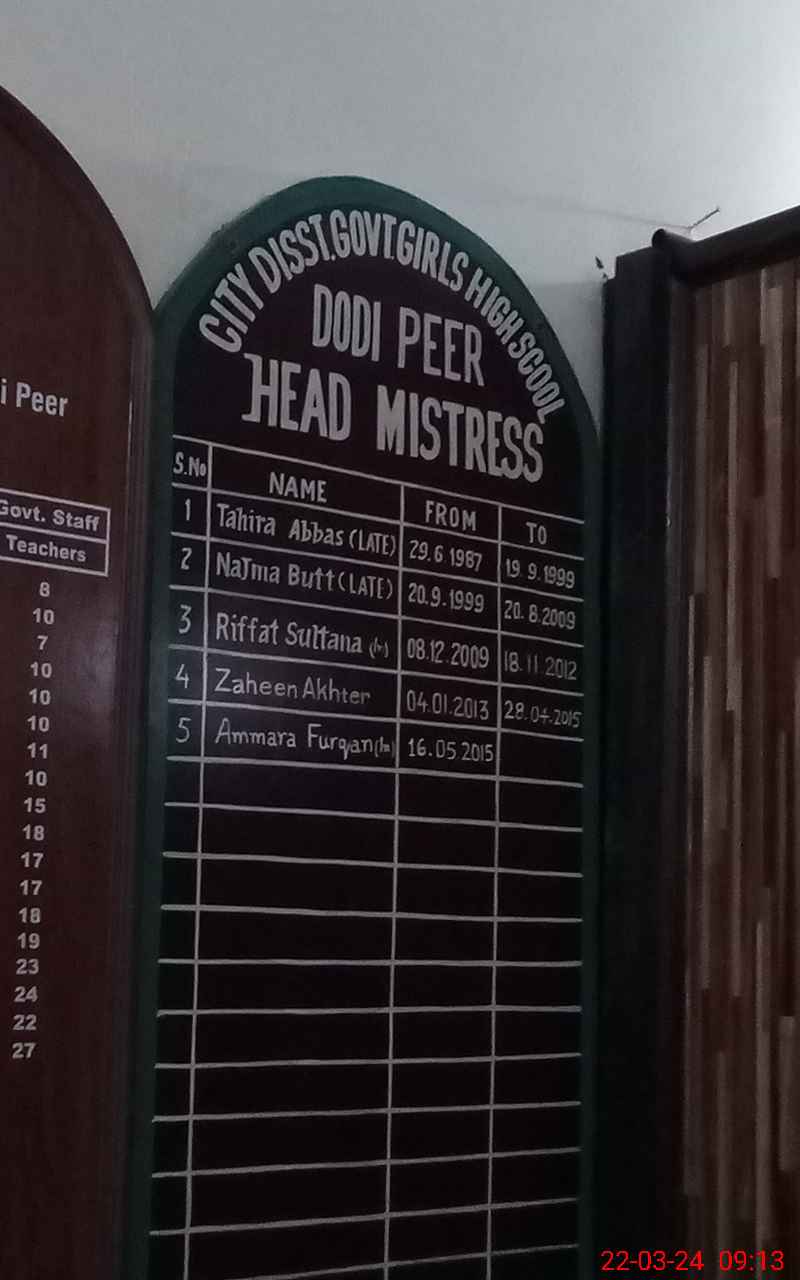 i Peer
Govt. Staff
Teachers
8
10
7
10
10
10
11
10
15
18
17
17
18
19
23
24
22
27
CITY DISST.GOVT.GIRLS HIGH SCOOL
DODI PEER
HEAD MISTRESS
S.No NAME FROM TO
1 Tahira Abbas (LATE) 29.6.1987 19.9.1999
2 NaJma Butt (LATE) 20.9.1999 20.8.2009
3 Riffat Sultana 08.12.2009 18.11.2012
4 Zaheen Akhter 04.01.2013 28.04.2015
5 Ammara Furqan 16.05.2015
22-03-24 09:13